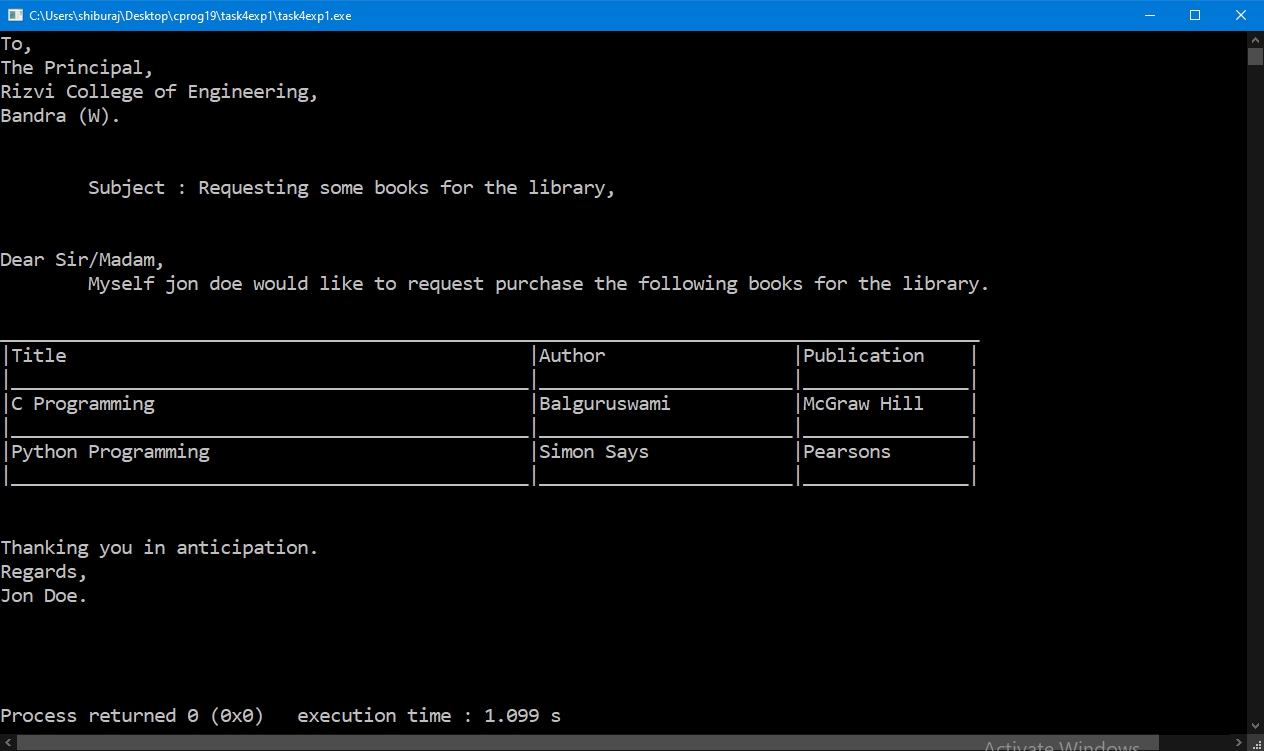 C:\Users\shiburaj\Desktop\cprog19\task4exp1\task4exp1.exe
To,
The Principal,
Rizvi College of Engineering,
Bandra (W).
Subject : Requesting some books for the library,
Dear Sir/Madam,
Myself jon doe would like to request purchase the following books for the library.
|Title |Author |Publication |
|C Programming |Balguruswami |McGraw Hill |
|Python Programming |Simon Says |Pearsons |
Thanking you in anticipation.
Regards,
Jon Doe.
Process returned 0 (0x0) execution time : 1.099 s
Activate Windows